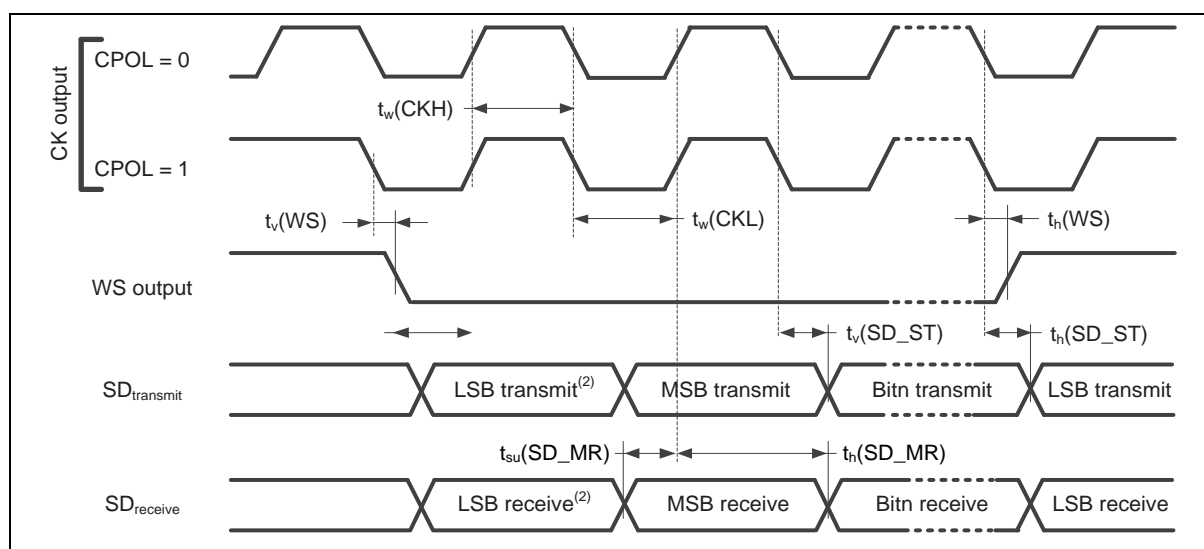 CK output
CPOL = 0
tw(CKH)
CPOL = 1
tv(WS)
tw(CKL)
th(WS)
WS output
tv(SD_ST)
th(SD_ST)
SDtransmit
LSB transmit(2)
MSB transmit
Bitn transmit
LSB transmit
tsu(SD_MR)
th(SD_MR)
SDreceive
LSB receive(2)
MSB receive
Bitn receive
LSB receive